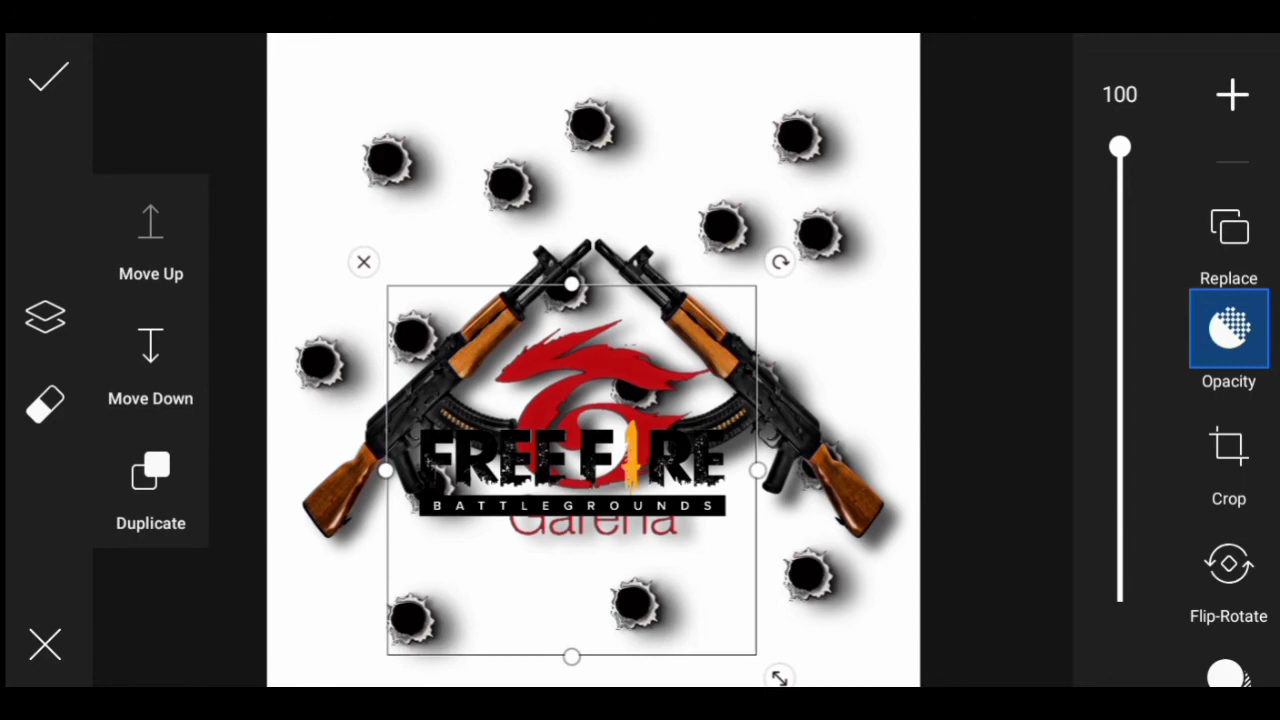 100
Move Up
Replace
Move Down
Opacity
FREE FIRE
BATTLEGROUNDS
Garena
Crop
Duplicate
Flip-Rotate